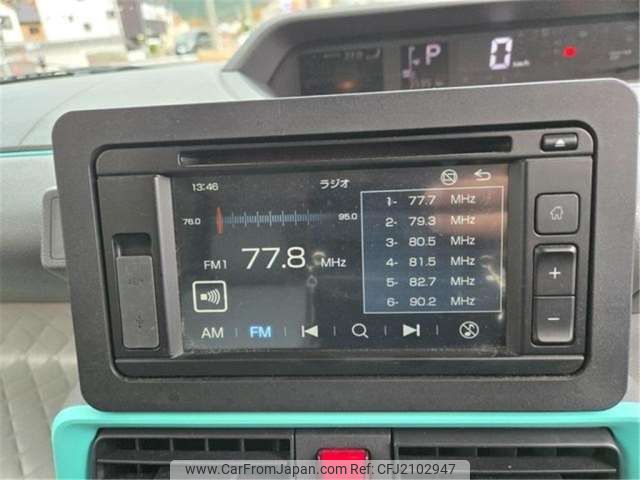 P 0
13:46 ラジオ
76.0 95.0
FM1 77.8 MHz
1- 77.7 MHz
2- 79.3 MHz
3- 80.5 MHz
4- 81.5 MHz
5- 82.7 MHz
6- 90.2 MHz
AM FM
+
−
www.CarFromJapan.com - Ref.No:CFJ2102947